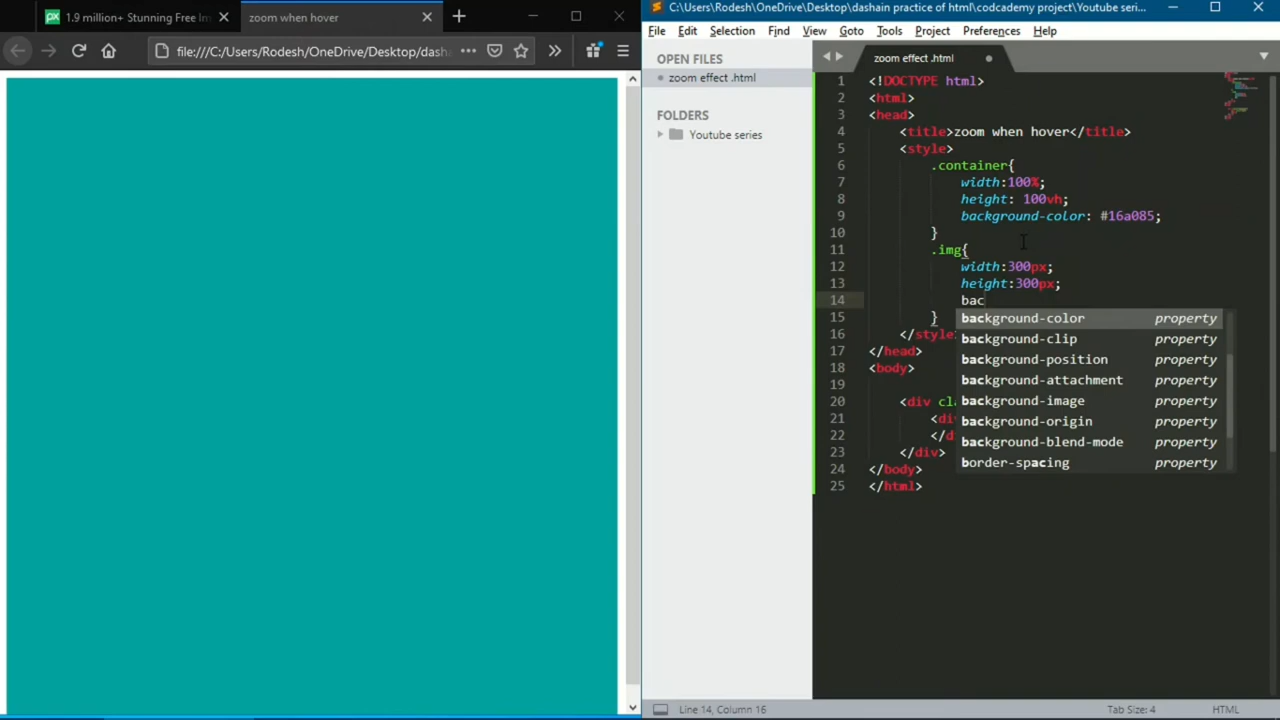 1.9 million+ Stunning Free Im
zoom when hover
file:///C:/Users/Rodesh/OneDrive/Desktop/dasha
C:\Users\Rodesh\OneDrive\Desktop\dashain practice of html\codcademy project\Youtube seri...
File Edit Selection Find View Goto Tools Project Preferences Help
OPEN FILES
zoom effect .html
FOLDERS
Youtube series
zoom effect .html
1 <!DOCTYPE html>
2 <html>
3 <head>
4 <title>zoom when hover</title>
5 <style>
6 .container{
7 width:100%;
8 height: 100vh;
9 background-color: #16a085;
10 }
11 .img{
12 width:300px;
13 height:300px;
14 bac
15 }
16 </style>
17 </head>
18 <body>
19
20 <div cla
21 <div
22 </di
23 </div>
24 </body>
25 </html>
background-color property
background-clip property
background-position property
background-attachment property
background-image property
background-origin property
background-blend-mode property
border-spacing property
Line 14, Column 16
Tab Size: 4
HTML